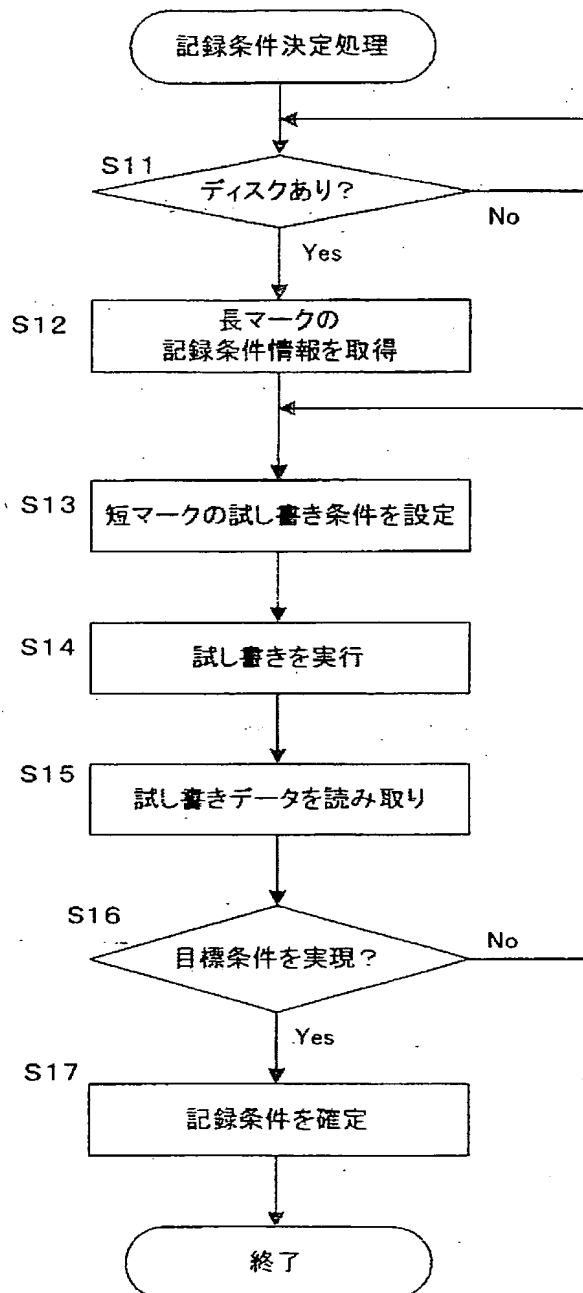 記録条件決定処理
S11
ディスクあり?
No
Yes
S12
長マークの
記録条件情報を取得
S13
短マークの試し書き条件を設定
S14
試し書きを実行
S15
試し書きデータを読み取り
S16
目標条件を実現?
No
Yes
S17
記録条件を確定
終了